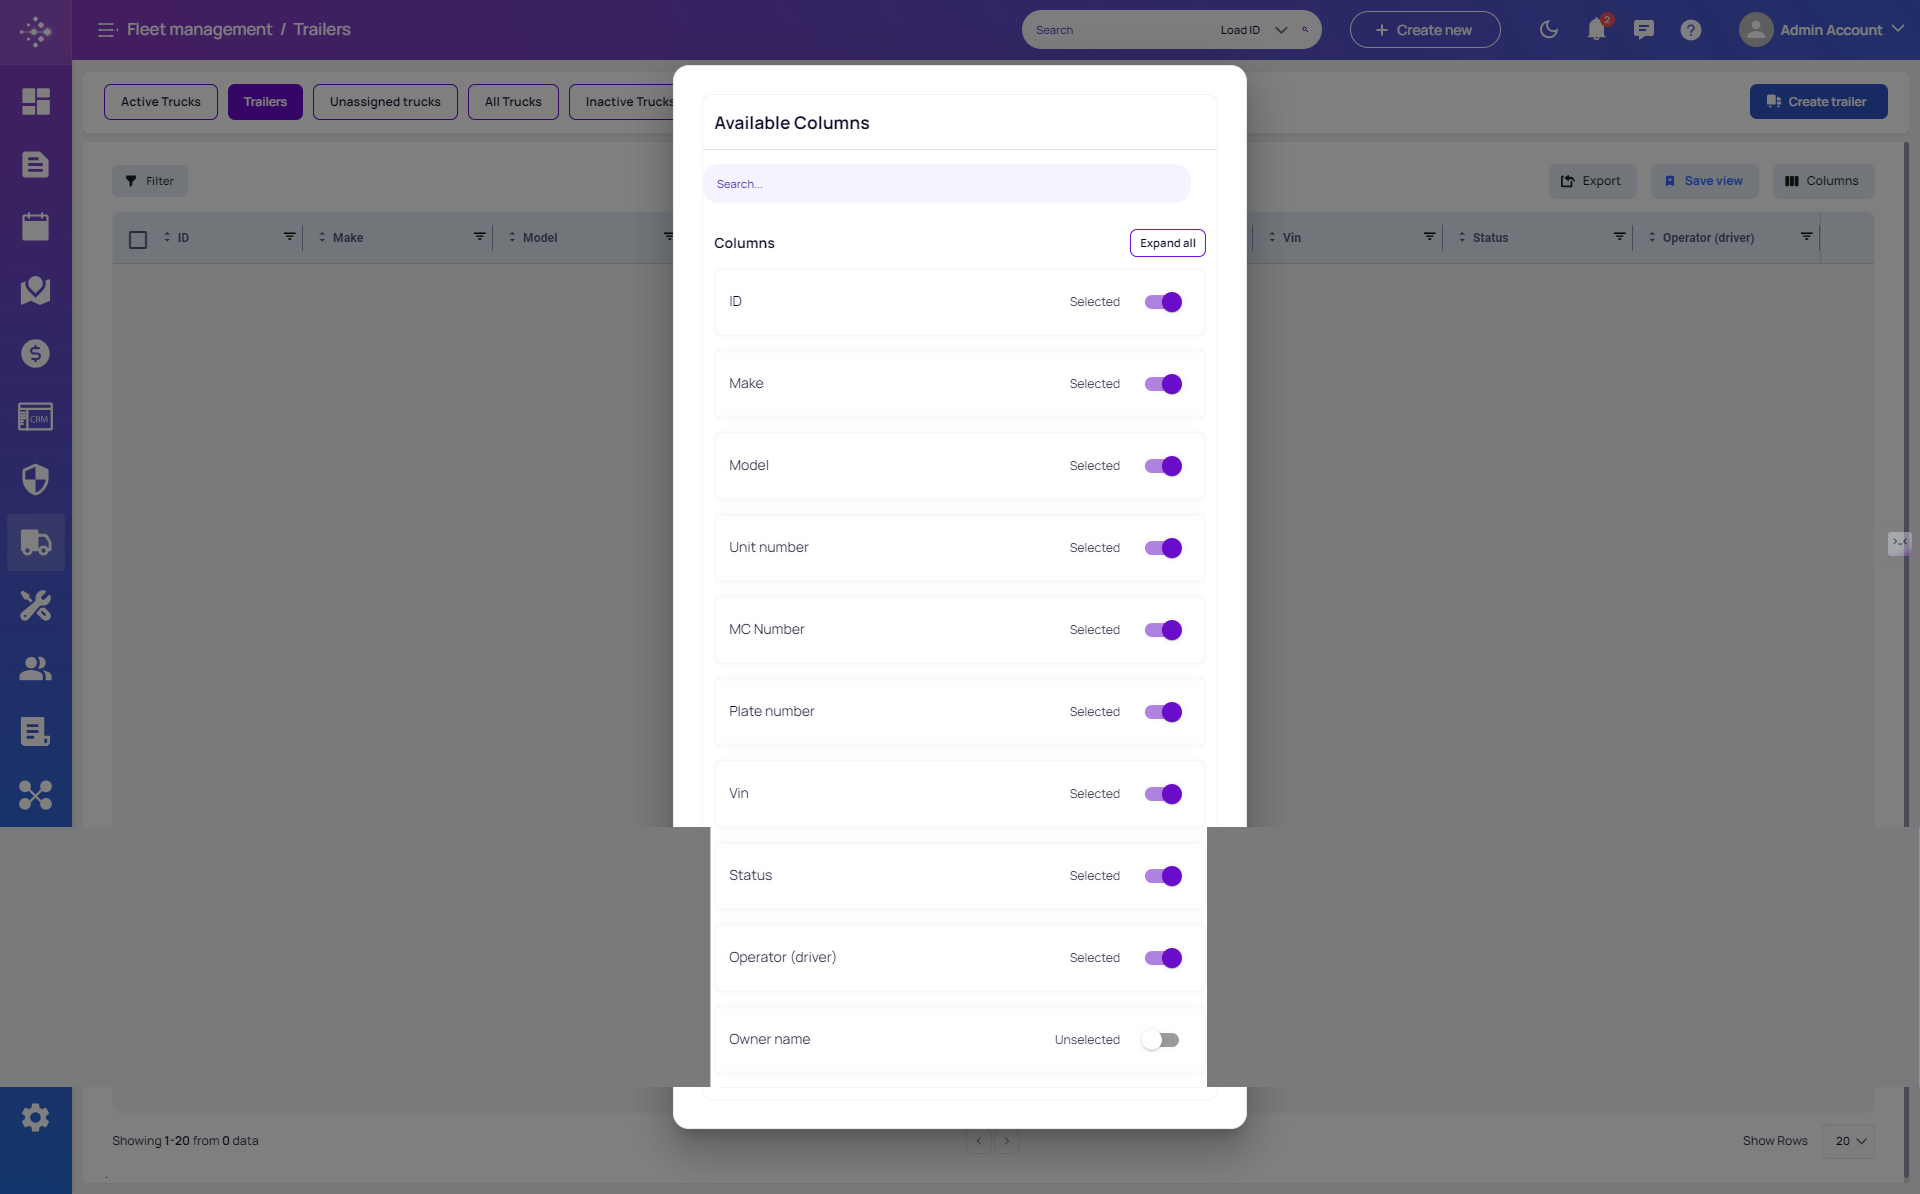 Fleet management / Trailers
Search
Load ID
+ Create new
2
Admin Account
Active Trucks
Trailers
Unassigned trucks
All Trucks
Inactive Trucks
Create trailer
Filter
Export
Save view
Columns
ID
Make
Model
Vin
Status
Operator (driver)
CRM
Available Columns
Search...
Columns
Expand all
ID
Selected
Make
Selected
Model
Selected
Unit number
Selected
MC Number
Selected
Plate number
Selected
Vin
Selected
Status
Selected
Operator (driver)
Selected
Owner name
Unselected
Showing 1-20 from 0 data
Show Rows
20